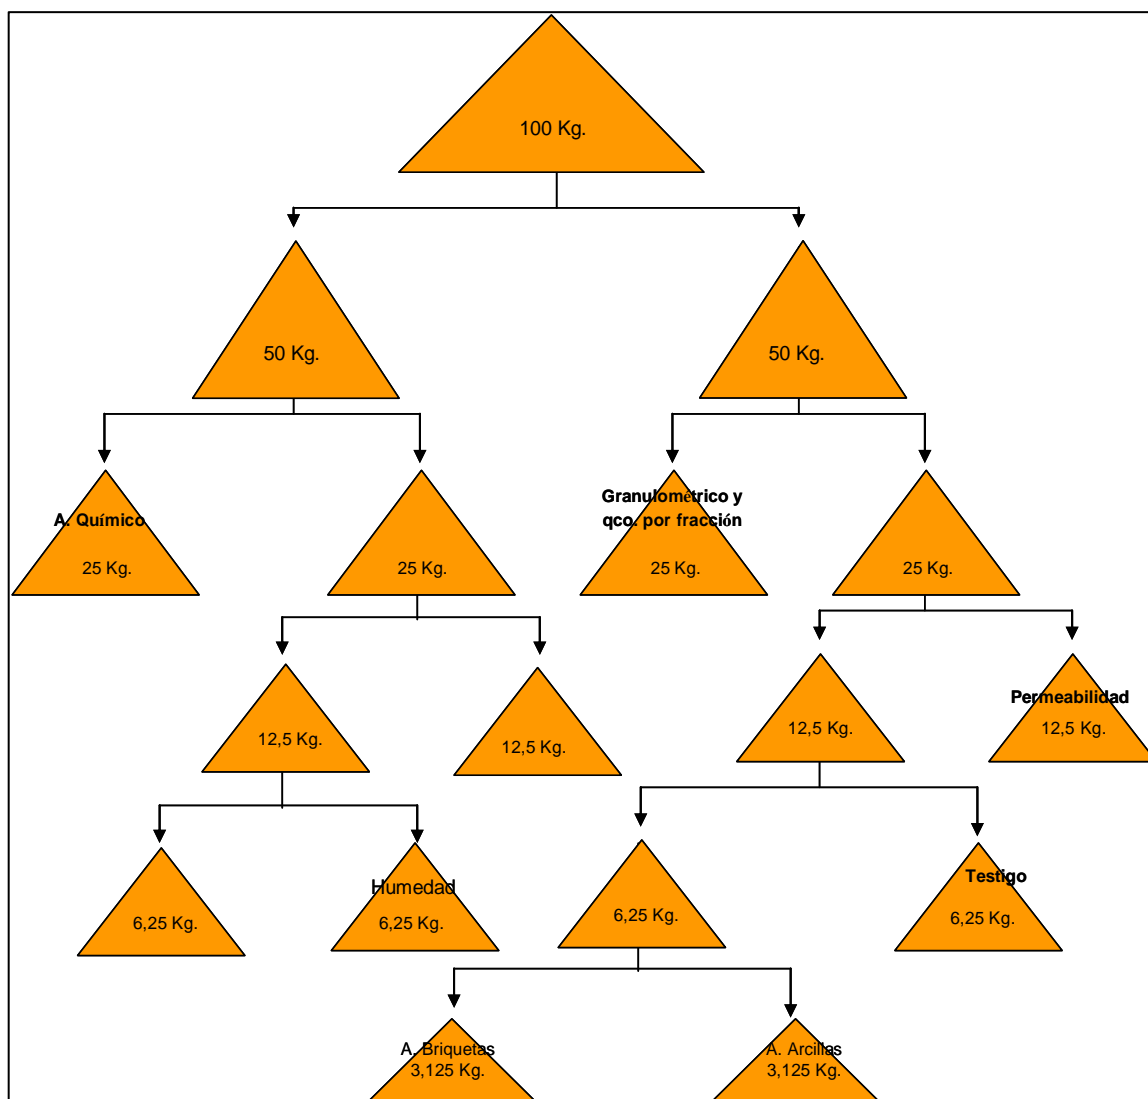 100 Kg.
50 Kg.
50 Kg.
A. Químico
25 Kg.
25 Kg.
Granulométrico y
qco. por fracción
25 Kg.
25 Kg.
12,5 Kg.
12,5 Kg.
12,5 Kg.
Permeabilidad
12,5 Kg.
6,25 Kg.
Humedad
6,25 Kg.
6,25 Kg.
Testigo
6,25 Kg.
A. Briquetas
3,125 Kg.
A. Arcillas
3,125 Kg.